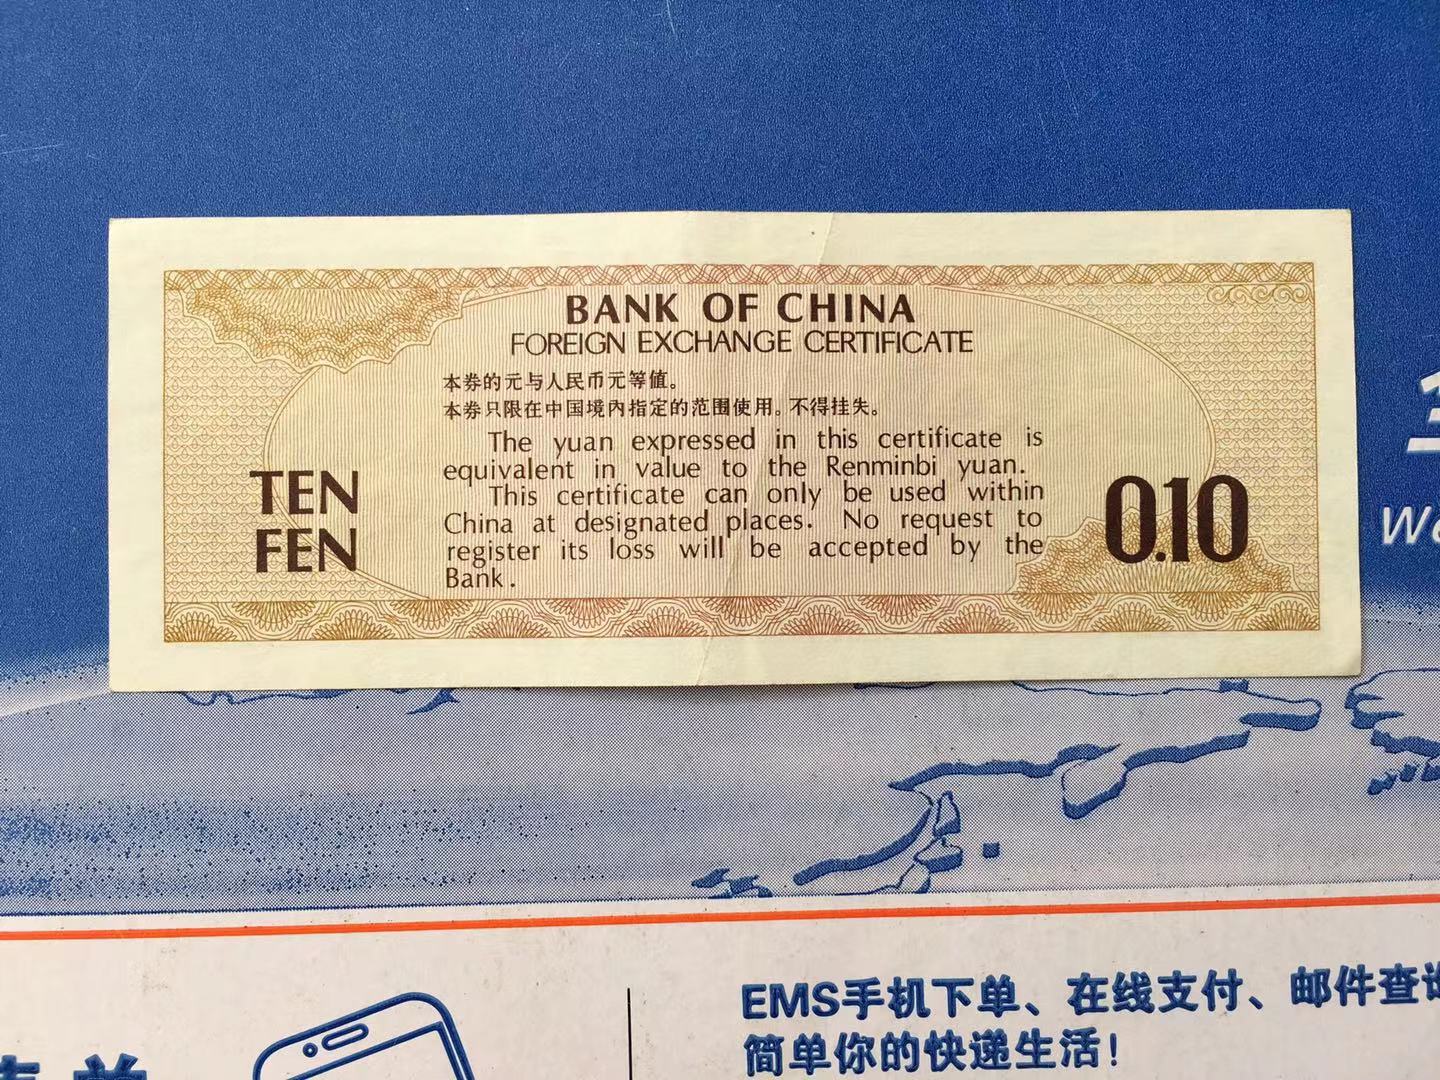 BANK OF CHINA
FOREIGN EXCHANGE CERTIFICATE
本券的元与人民币元等值。
本券只限在中国境内指定的范围使用。不得挂失。
The yuan expressed in this certificate is
equivalent in value to the Renminbi yuan.
This certificate can only be used within
China at designated places. No request to
register its loss will be accepted by the
Bank.
TEN
FEN
0.10
EMS手机下单、在线支付、邮件查
简单你的快递生活!